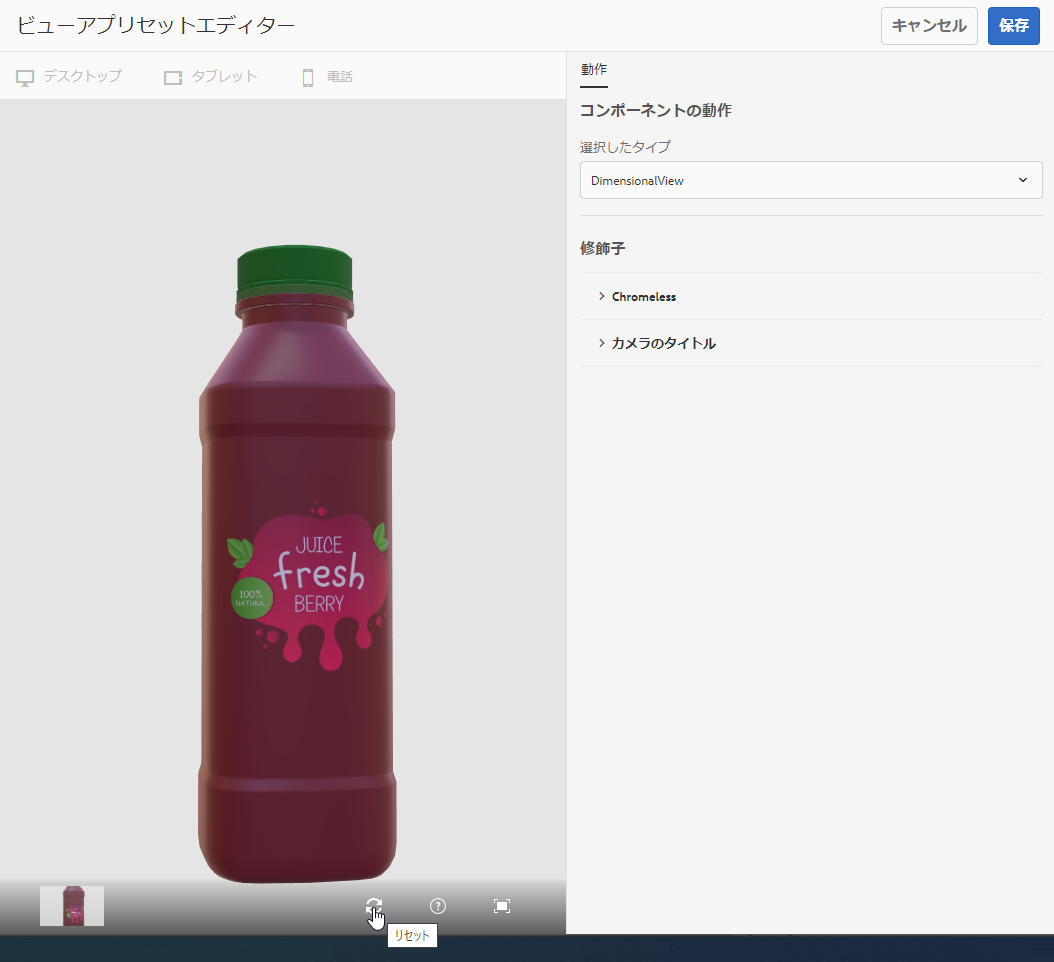 ビューアプリセットエディター
キャンセル
保存
デスクトップ
タブレット
電話
動作
コンポーネントの動作
選択したタイプ
DimensionalView
修飾子
Chromeless
カメラのタイトル
JUICE
fresh
BERRY
100%
NATURA..
リセット